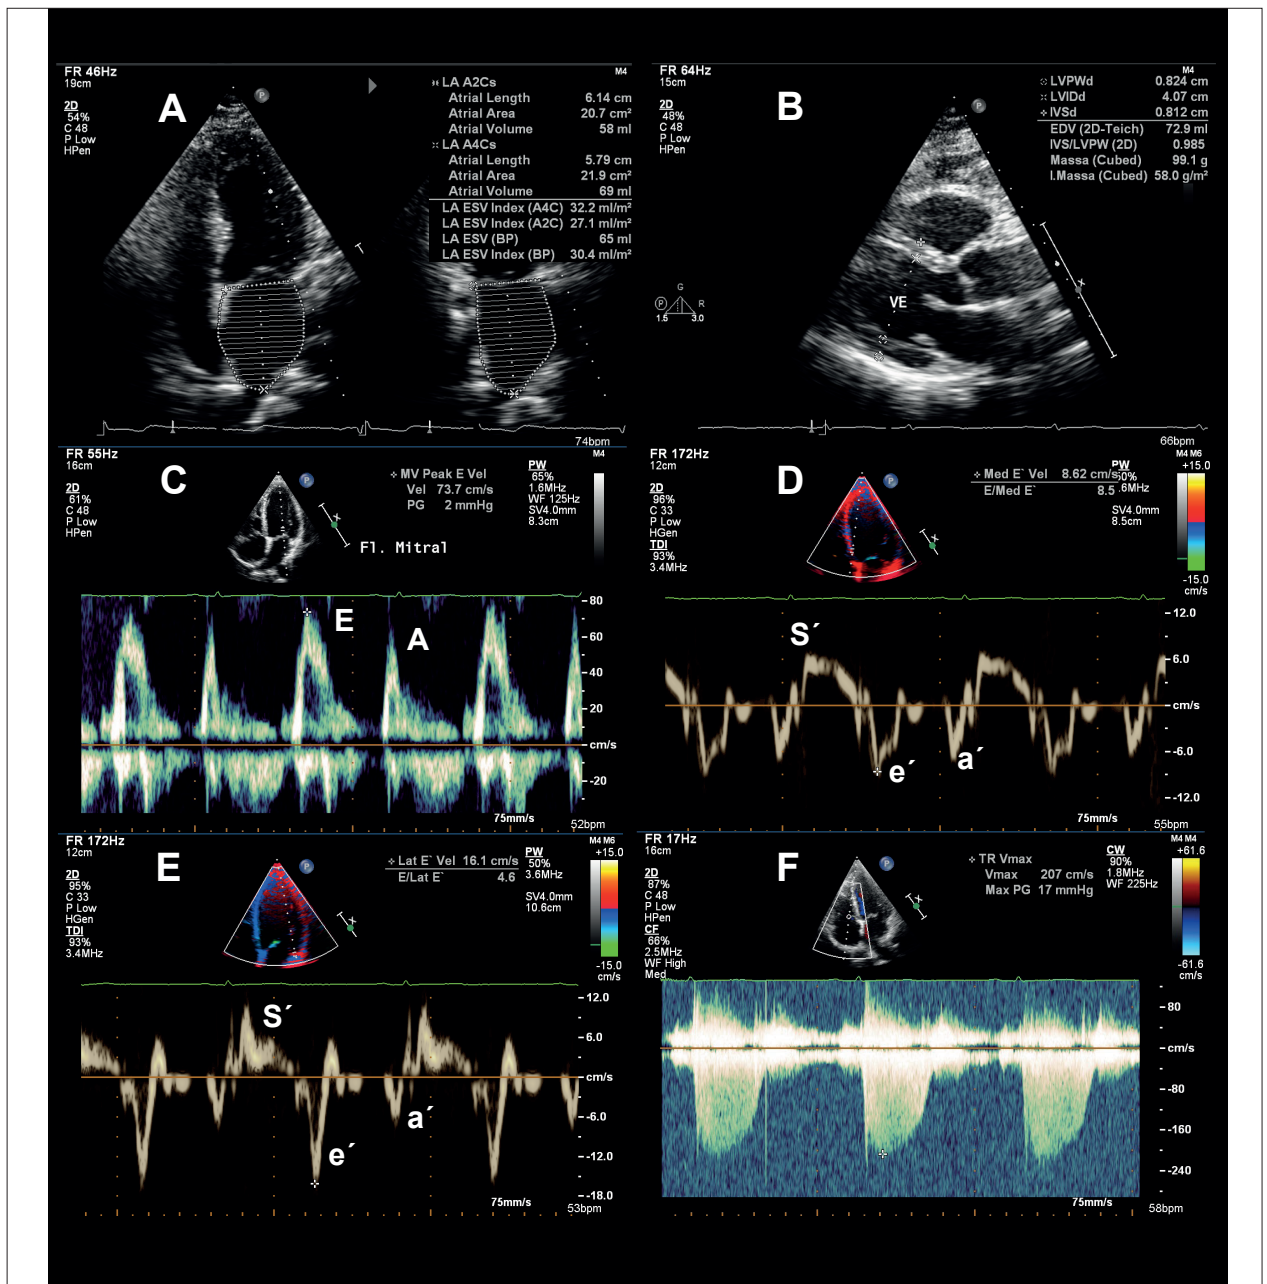 FR 46Hz
19cm
2D
54%
C 48
P Low
HPen
A
P
M4
LA A2Cs
Atrial Length 6.14 cm
Atrial Area 20.7 cm²
Atrial Volume 58 ml
LA A4Cs
Atrial Length 5.79 cm
Atrial Area 21.9 cm²
Atrial Volume 69 ml
LA ESV Index (A4C) 32.2 ml/m²
LA ESV Index (A2C) 27.1 ml/m²
LA ESV (BP) 65 ml
LA ESV Index (BP) 30.4 ml/m²
74bpm
FR 64Hz
15cm
2D
48%
C 48
P Low
HPen
B
P
M4
LVPWd 0.824 cm
LVIDd 4.07 cm
IVSd 0.812 cm
EDV (2D-Teich) 72.9 ml
IVS/LVPW (2D) 0.985
Massa (Cubed) 99.1 g
I.Massa (Cubed) 58.0 g/m²
G
P R
1.5 3.0
VE
66bpm
FR 55Hz
16cm
2D
61%
C 48
P Low
HPen
C
P
MV Peak E Vel
Vel 73.7 cm/s
PG 2 mmHg
PW
65%
1.6MHz
WF 125Hz
SV4.0mm
8.3cm
M4
Fl. Mitral
E
A
80
60
40
20
cm/s
-20
75mm/s
52bpm
FR 172Hz
12cm
2D
96%
C 33
P Low
HGen
TDI
93%
3.4MHz
D
P
Med E` Vel 8.62 cm/s
E/Med E` 8.5
PW
50%
.6MHz
SV4.0mm
8.5cm
M4 M6
+15.0
-15.0
cm/s
S´
e´
a´
12.0
6.0
cm/s
-6.0
-12.0
75mm/s
55bpm
FR 172Hz
12cm
2D
95%
C 33
P Low
HGen
TDI
93%
3.4MHz
E
P
Lat E` Vel 16.1 cm/s
E/Lat E` 4.6
PW
50%
3.6MHz
SV4.0mm
10.6cm
M4 M6
+15.0
-15.0
cm/s
S´
e´
a´
12.0
6.0
cm/s
-6.0
-12.0
-18.0
75mm/s
53bpm
FR 17Hz
16cm
2D
87%
C 48
P Low
HPen
CF
66%
2.5MHz
WF High
Med
F
P
TR Vmax
Vmax 207 cm/s
Max PG 17 mmHg
CW
90%
1.8MHz
WF 225Hz
M4 M4
+61.6
-61.6
cm/s
80
cm/s
-80
-160
-240
75mm/s
58bpm